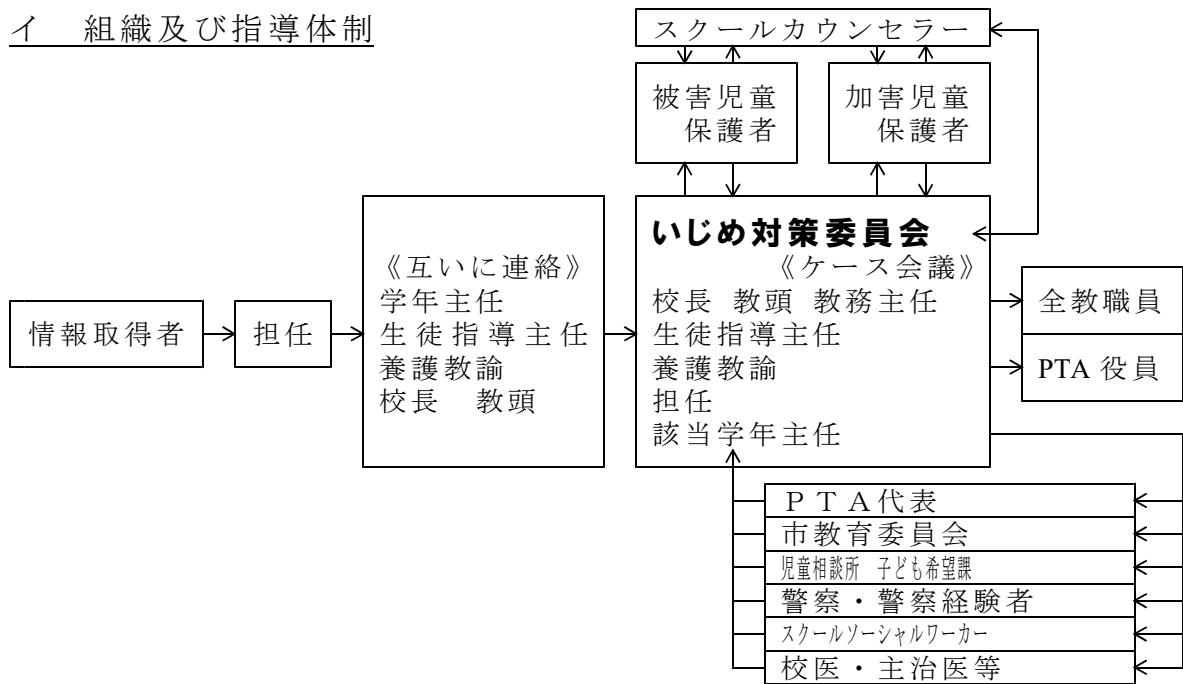 イ　組織及び指導体制
スクールカウンセラー
被害児童
保護者
加害児童
保護者
情報取得者
担任
《互いに連絡》
学年主任
生徒指導主任
養護教諭
校長　教頭
いじめ対策委員会
《ケース会議》
校長 教頭 教務主任
生徒指導主任
養護教諭
担任
該当学年主任
全教職員
PTA 役員
ＰＴＡ代表
市教育委員会
児童相談所　子ども希望課
警察・警察経験者
スクールソーシャルワーカー
校医・主治医等